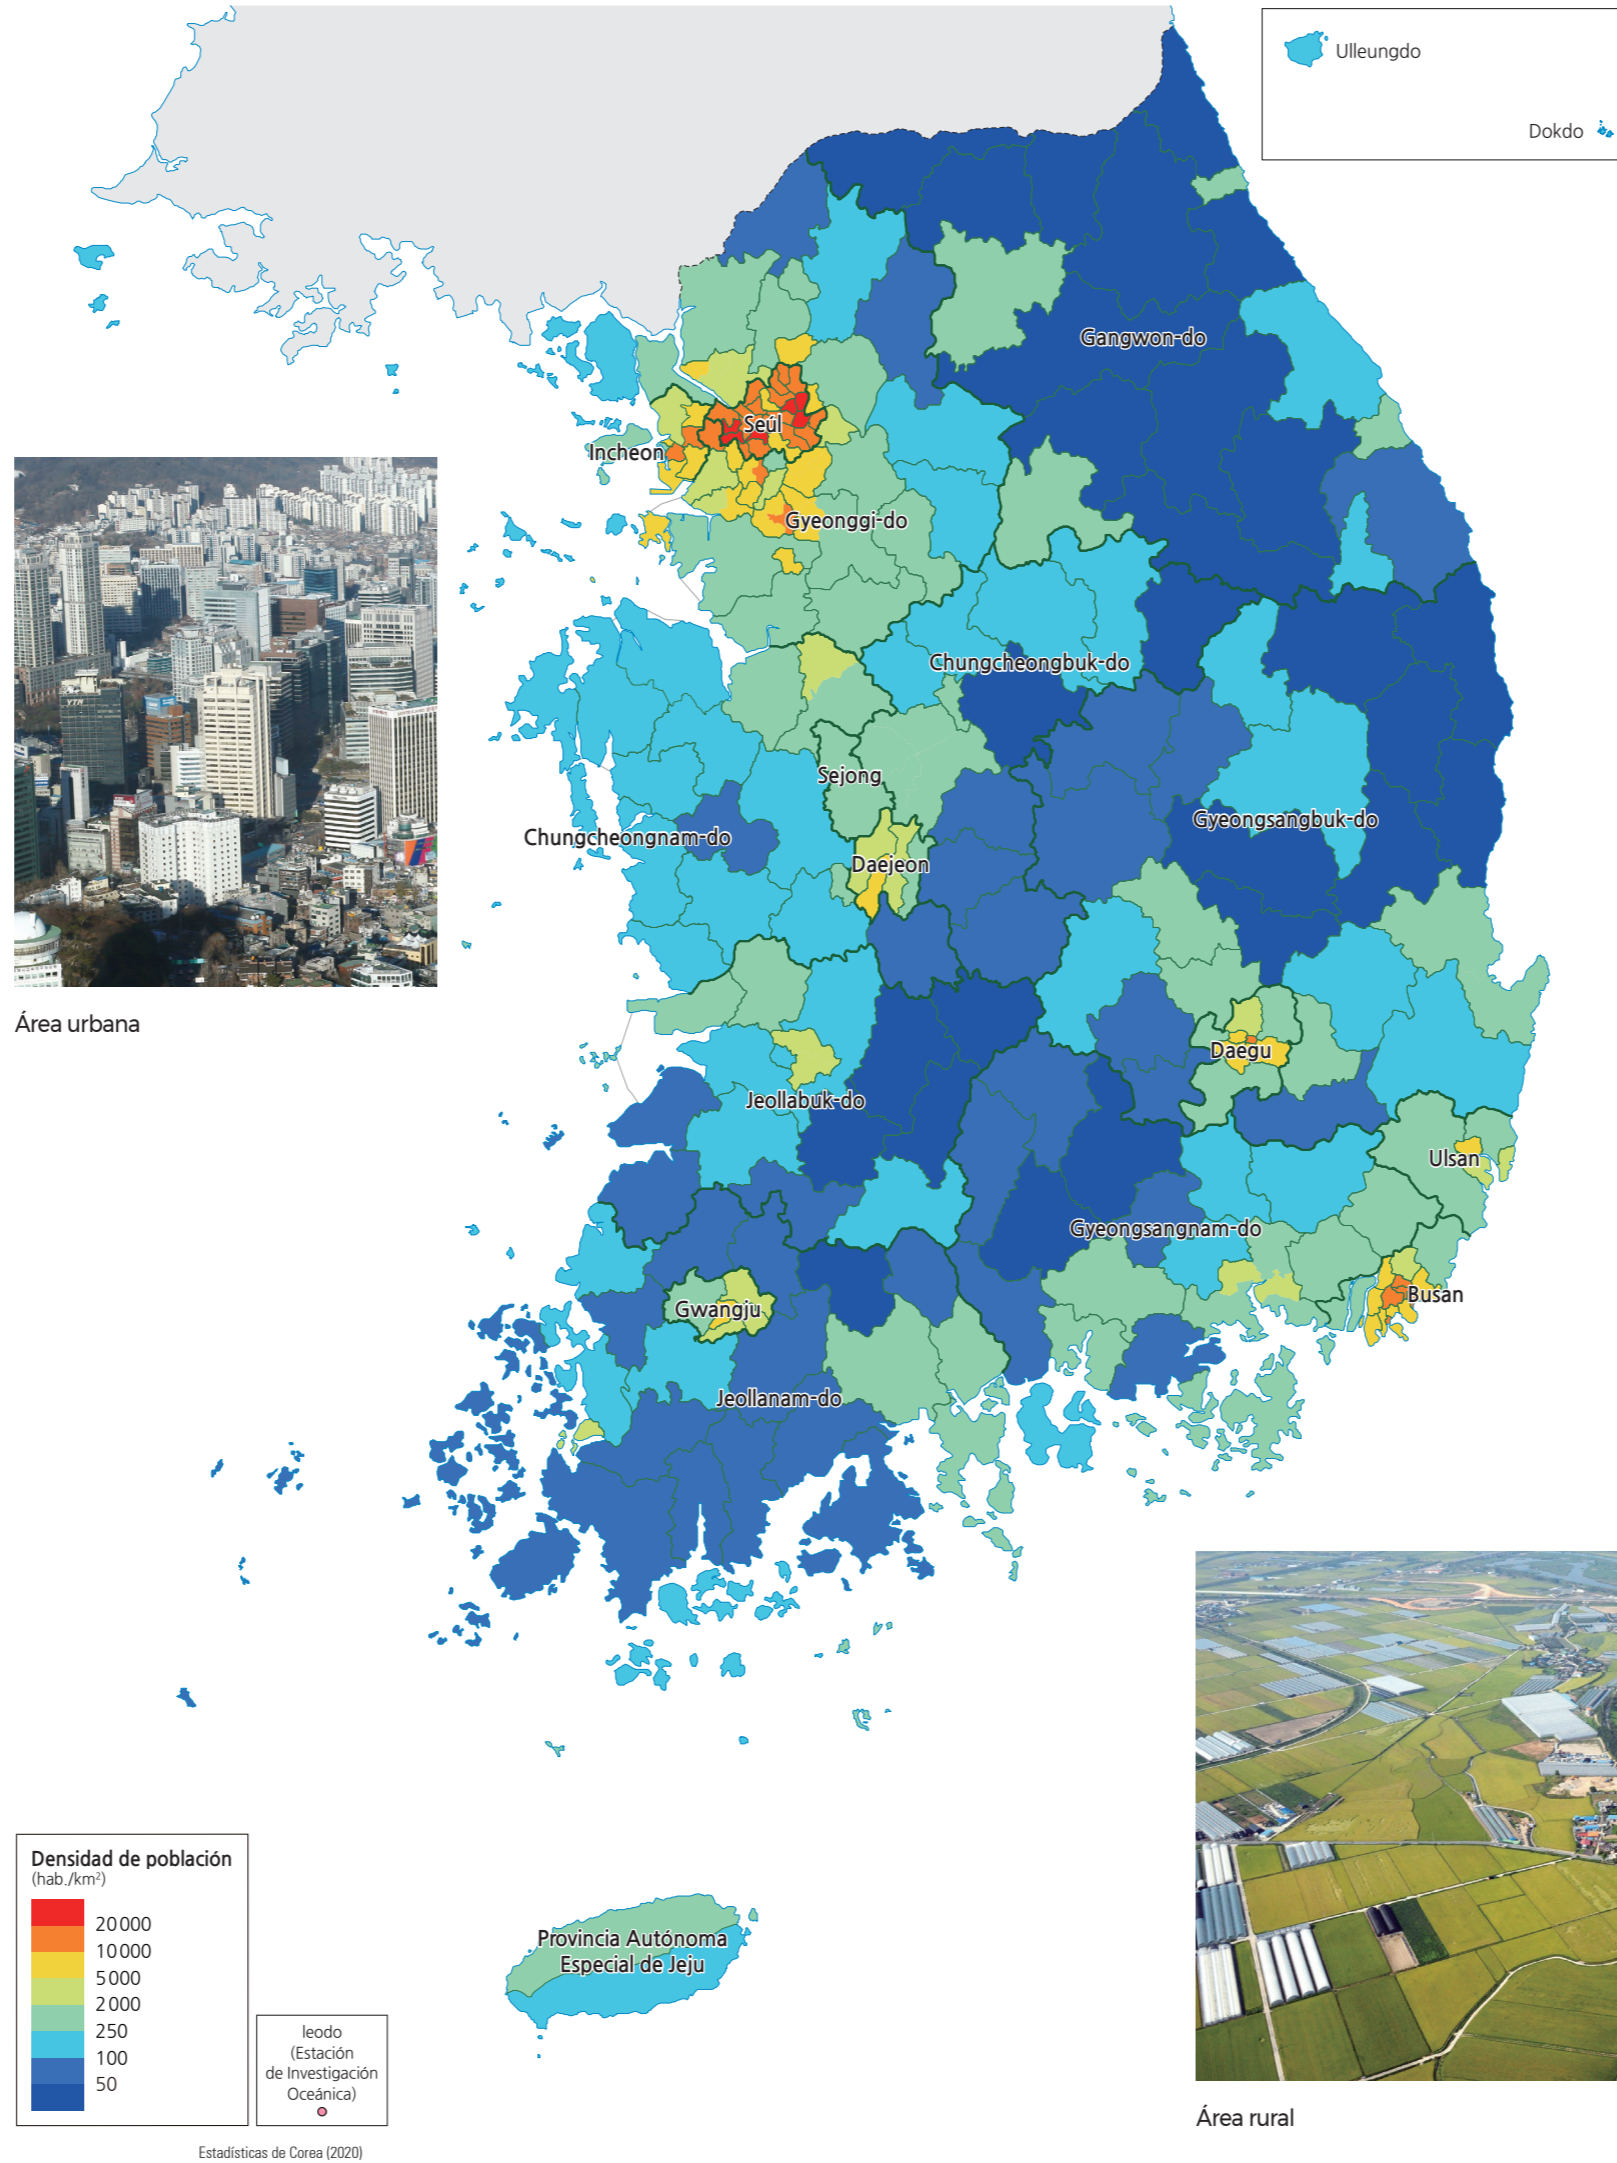 Ulleungdo
Dokdo
Gangwon-do
Seúl
Incheon
Gyeonggi-do
Chungcheongbuk-do
Sejong
Chungcheongnam-do
Gyeongsangbuk-do
Daejeon
YTN
Área urbana
Daegu
Jeollabuk-do
Ulsan
Gyeongsangnam-do
Busan
Gwangju
Jeollanam-do
Provincia Autónoma
Especial de Jeju
Densidad de población
(hab./km²)
20 000
10 000
5 000
2 000
250
100
50
Ieodo
(Estación
de Investigación
Oceánica)
Área rural
Estadísticas de Corea (2020)